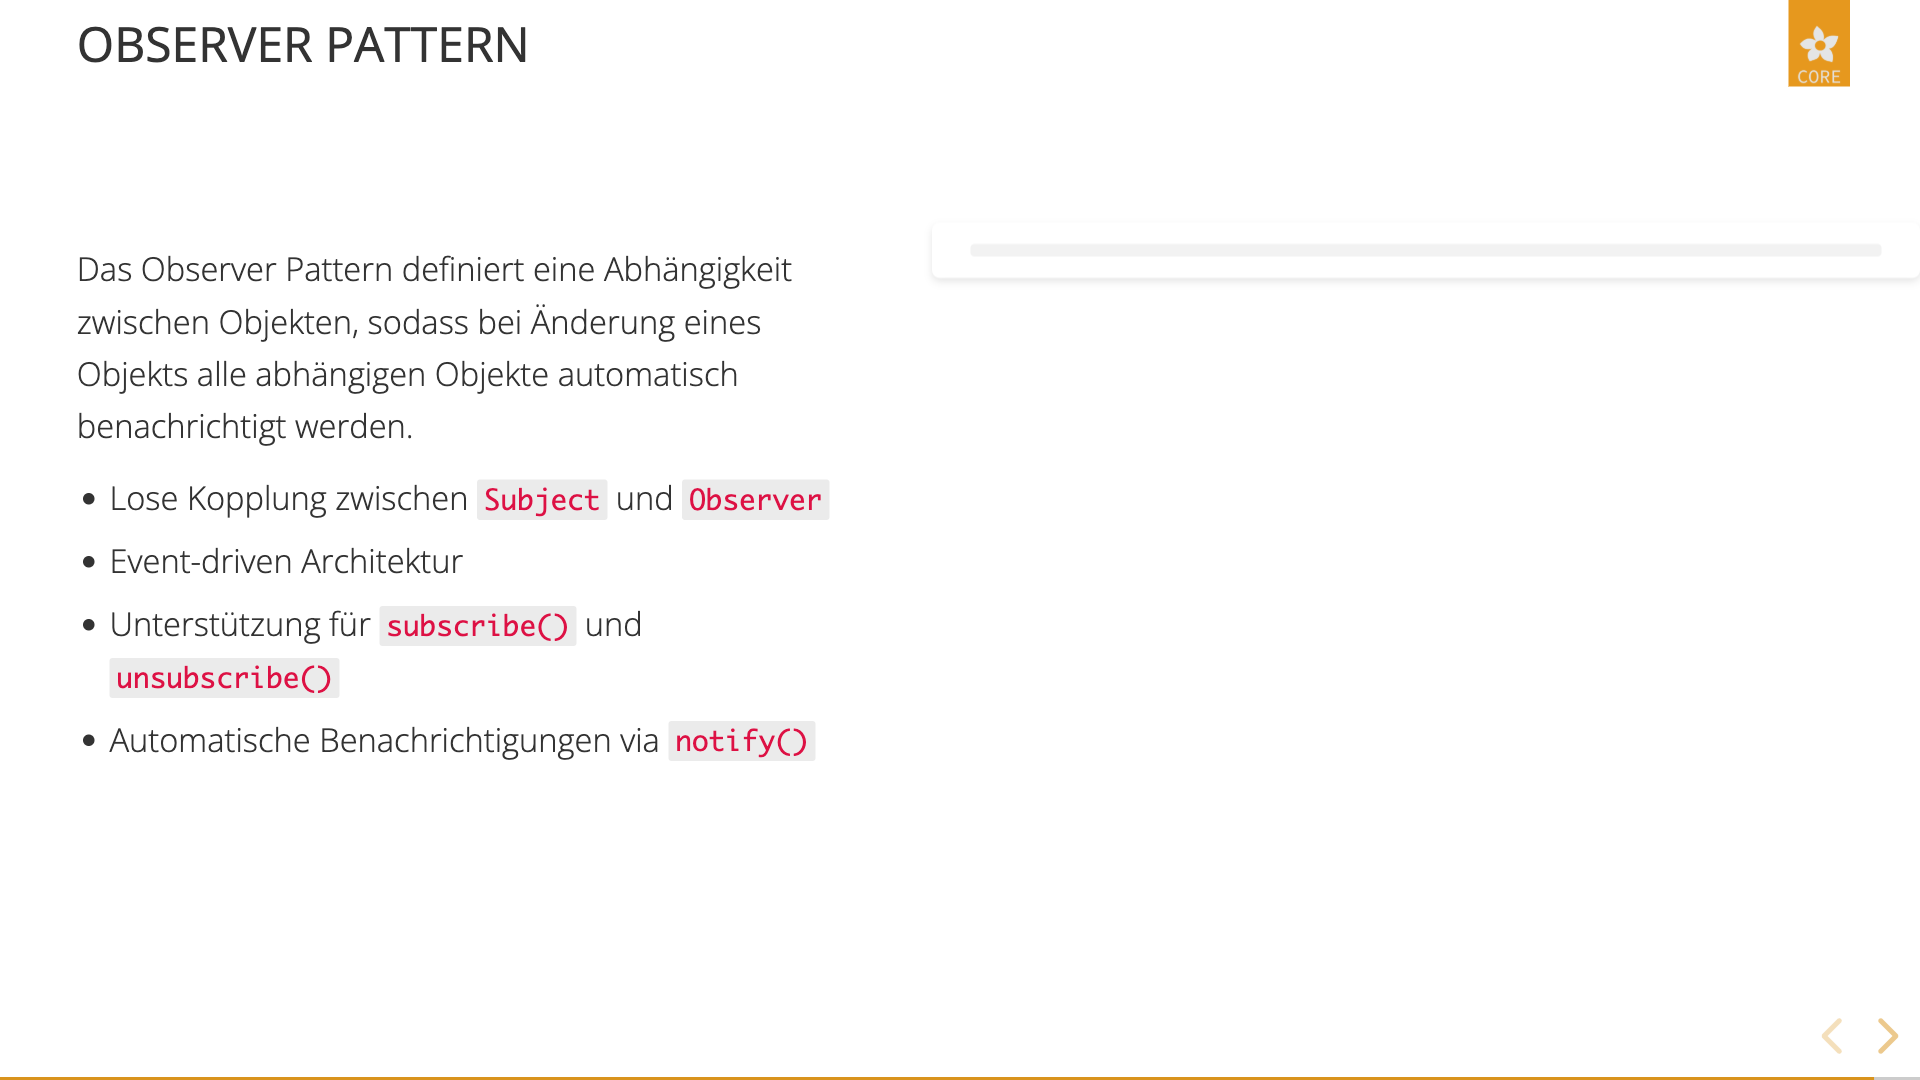 OBSERVER PATTERN
CORE
Das Observer Pattern definiert eine Abhängigkeit
zwischen Objekten, sodass bei Änderung eines
Objekts alle abhängigen Objekte automatisch
benachrichtigt werden.
• Lose Kopplung zwischen Subject und Observer
• Event-driven Architektur
• Unterstützung für subscribe() und
unsubscribe()
• Automatische Benachrichtigungen via notify()